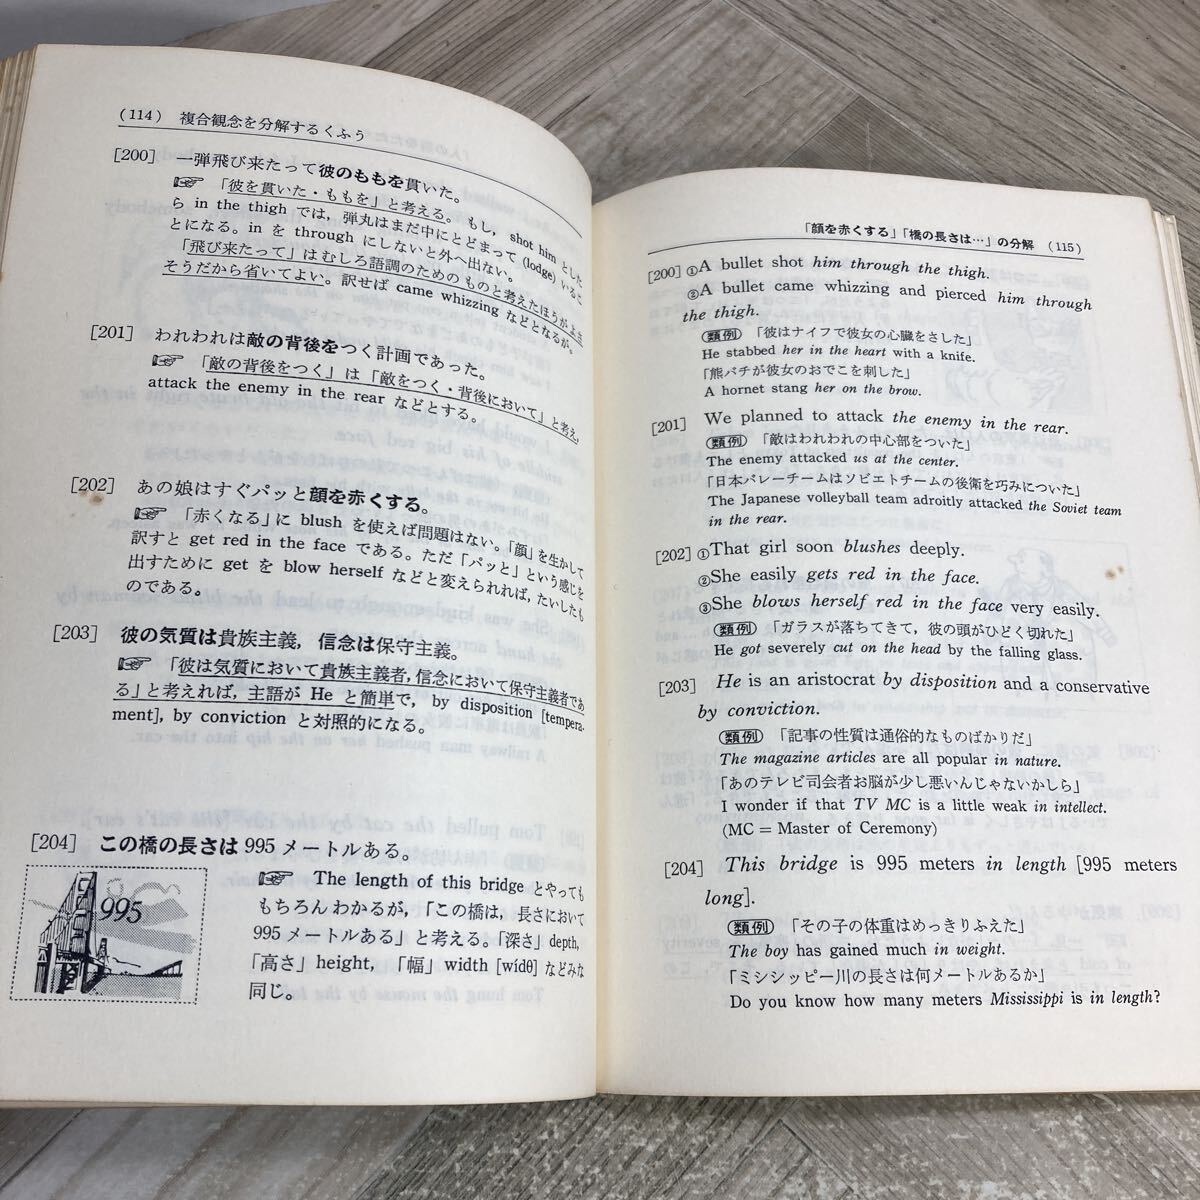 (114) 複合観念を分解するくふう
[200] 一弾飛び来たって彼のももを貫いた。
☞ 「彼を貫いた・ももを」と考える。もし, shot him とした
ら in the thigh では, 弾丸はまだ中にとどまって (lodge) いるこ
とになる。in を through にしないと外へ出ない。
「飛び来たって」はむしろ語調のためのものと考えたほうがよさ
そうだから省いてよい。訳せば came whizzing などとなるが。
[201] われわれは敵の背後をつく計画であった。
☞ 「敵の背後をつく」は「敵をつく・背後において」と考え,
attack the enemy in the rear などとする。
[202] あの娘はすぐパッと顔を赤くする。
☞ 「赤くなる」に blush を使えば問題はない。「顔」を生かして
訳すと get red in the face である。ただ「パッと」という感じを
出すために get を blow herself などと変えられれば, たいしたも
のである。
[203] 彼の気質は貴族主義, 信念は保守主義。
☞ 「彼は気質において貴族主義者, 信念において保守主義者であ
る」と考えれば, 主語が He と簡単で, by disposition [tempera-
ment], by conviction と対照的になる。
[204] この橋の長さは 995 メートルある。
995
☞ The length of this bridge とやっても
もちろんわかるが, 「この橋は, 長さにおいて
995 メートルある」と考える。「深さ」depth,
「高さ」height, 「幅」width [wídθ] などみな
同じ。
「顔を赤くする」「橋の長さは…」の分解 (115)
[200] ①A bullet shot him through the thigh.
②A bullet came whizzing and pierced him through
the thigh.
(類例) 「彼はナイフで彼女の心臓をさした」
He stabbed her in the heart with a knife.
「熊バチが彼女のおでこを刺した」
A hornet stang her on the brow.
[201] We planned to attack the enemy in the rear.
(類例) 「敵はわれわれの中心部をついた」
The enemy attacked us at the center.
「日本バレーチームはソビエトチームの後衛を巧みについた」
The Japanese volleyball team adroitly attacked the Soviet team
in the rear.
[202] ①That girl soon blushes deeply.
②She easily gets red in the face.
③She blows herself red in the face very easily.
(類例) 「ガラスが落ちてきて, 彼の頭がひどく切れた」
He got severely cut on the head by the falling glass.
[203] He is an aristocrat by disposition and a conservative
by conviction.
(類例) 「記事の性質は通俗的なものばかりだ」
The magazine articles are all popular in nature.
「あのテレビ司会者お脳が少し悪いんじゃないかしら」
I wonder if that TV MC is a little weak in intellect.
(MC = Master of Ceremony)
[204] This bridge is 995 meters in length [995 meters
long].
(類例) 「その子の体重はめっきりふえた」
The boy has gained much in weight.
「ミシシッピー川の長さは何メートルあるか」
Do you know how many meters Mississippi is in length?